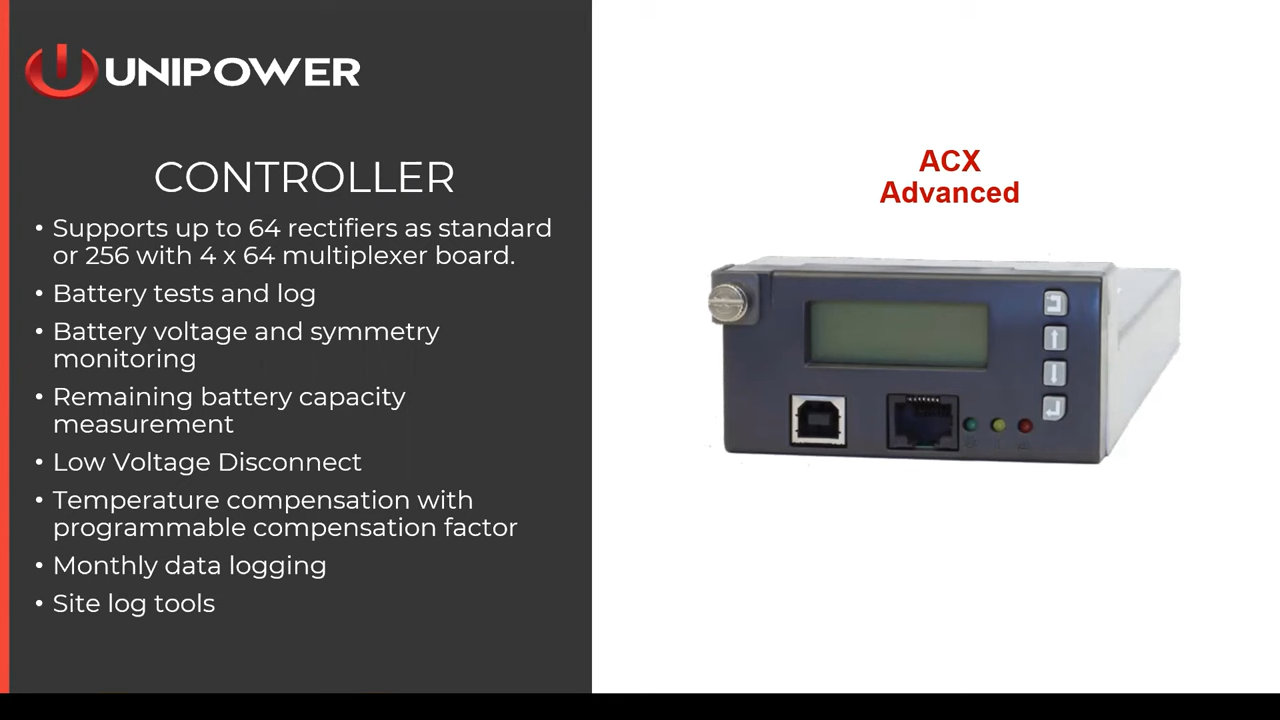 UNIPOWER
CONTROLLER
• Supports up to 64 rectifiers as standard
or 256 with 4 x 64 multiplexer board.
• Battery tests and log
• Battery voltage and symmetry
monitoring
• Remaining battery capacity
measurement
• Low Voltage Disconnect
• Temperature compensation with
programmable compensation factor
• Monthly data logging
• Site log tools
ACX
Advanced